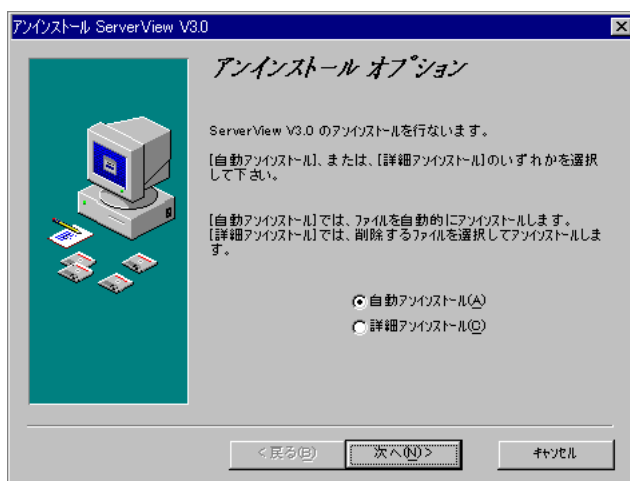 アンインストール ServerView V3.0
アンインストール オプション
ServerView V3.0 のアンインストールを行ないます。
[自動アンインストール]、または、[詳細アンインストール]のいずれかを選択
して下さい。
[自動アンインストール]では、ファイルを自動的にアンインストールします。
[詳細アンインストール]では、削除するファイルを選択してアンインストールしま
す。
自動アンインストール(A)
詳細アンインストール(C)
<戻る(B)
次へ(N)>
キャンセル